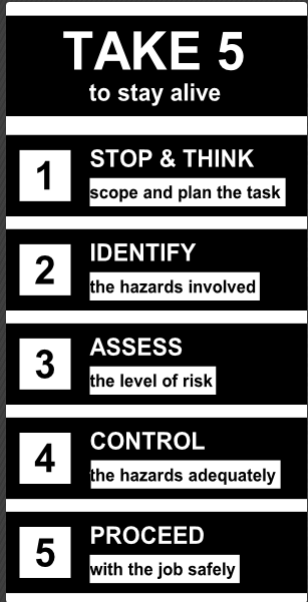 TAKE 5
to stay alive
1
STOP & THINK
scope and plan the task
2
IDENTIFY
the hazards involved
3
ASSESS
the level of risk
4
CONTROL
the hazards adequately
5
PROCEED
with the job safely